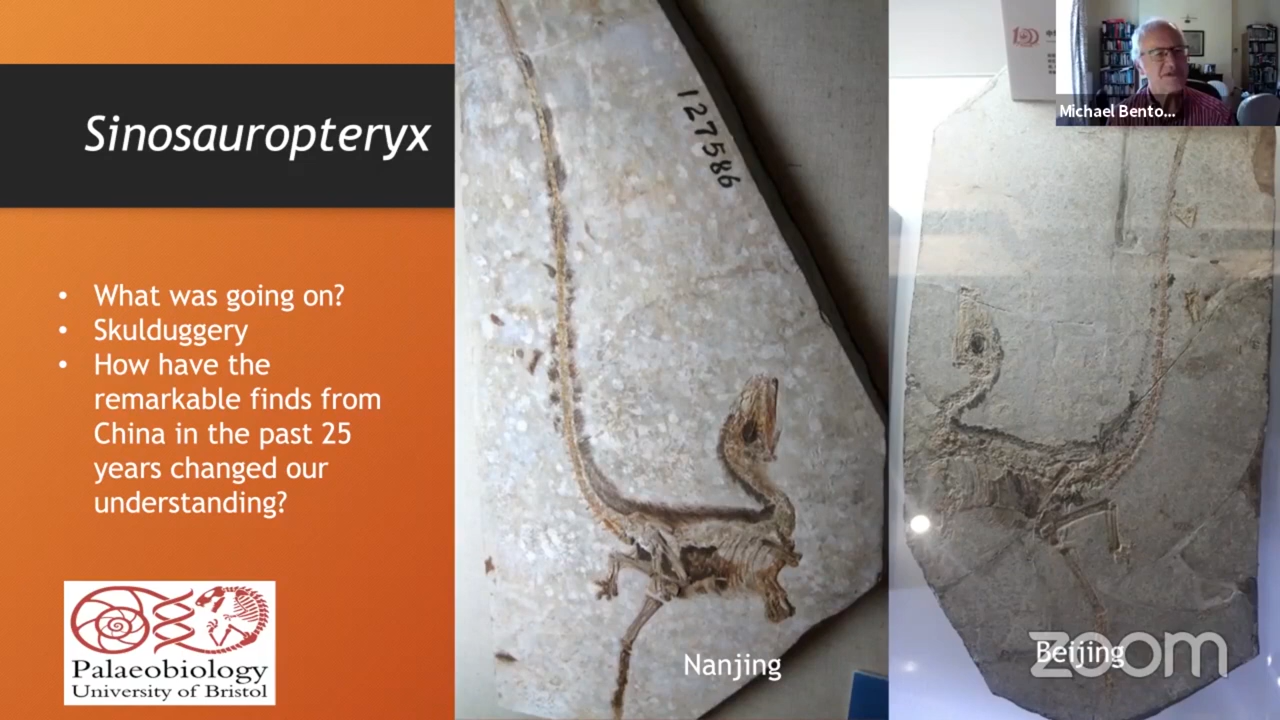 Sinosauropteryx
• What was going on?
• Skulduggery
• How have the
remarkable finds from
China in the past 25
years changed our
understanding?
Palaeobiology
University of Bristol
127586
Nanjing
100
Michael Bento...
Beijing
zoom